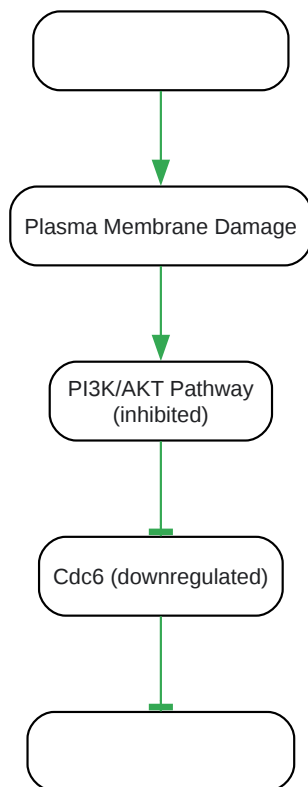 Plasma Membrane Damage
PI3K/AKT Pathway
(inhibited)
Cdc6 (downregulated)